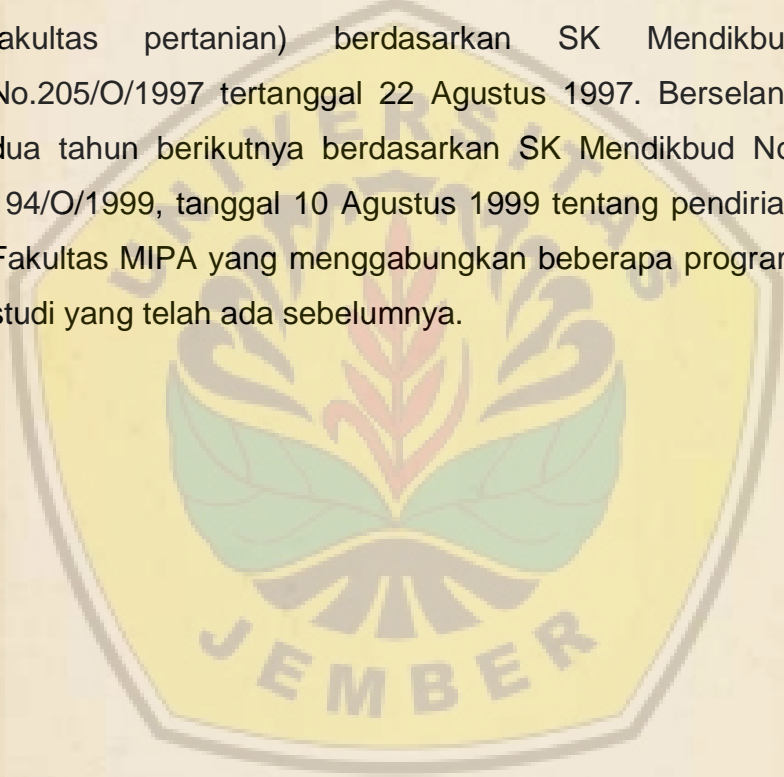 akultas pertanian) berdasarkan SK Mendikbu
No.205/O/1997 tertanggal 22 Agustus 1997. Berselan
dua tahun berikutnya berdasarkan SK Mendikbud No
94/O/1999, tanggal 10 Agustus 1999 tentang pendiria
Fakultas MIPA yang menggabungkan beberapa progra
studi yang telah ada sebelumnya.
UNIVERSITAS
JEMBER